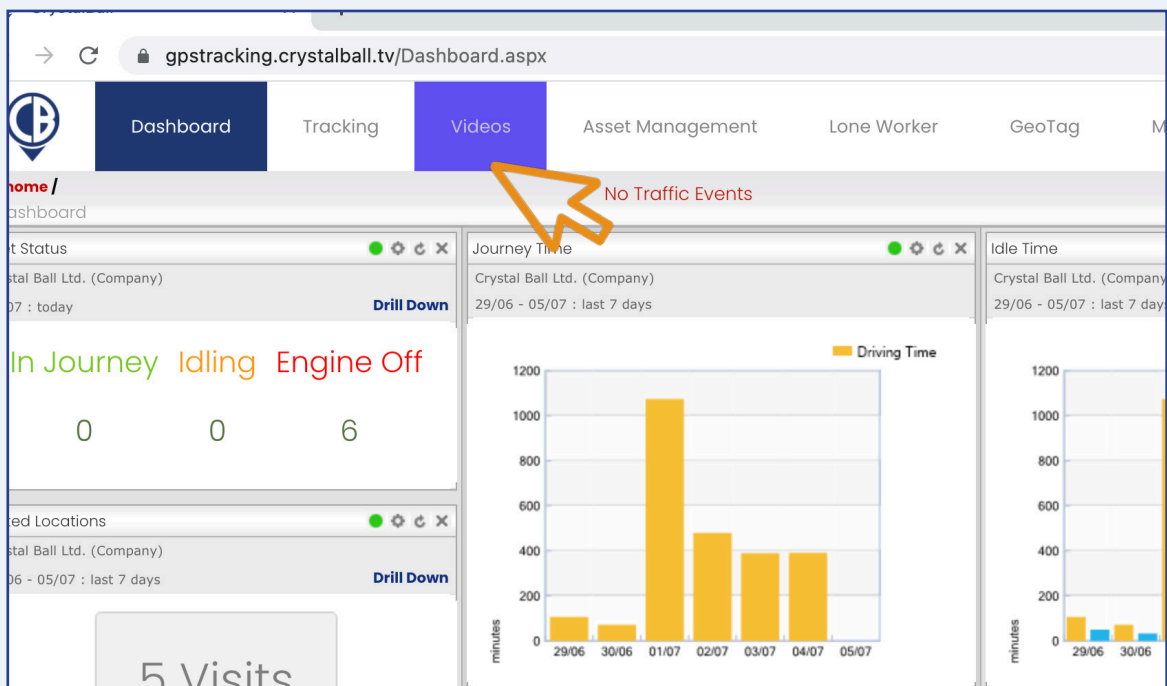 gpstracking.crystalball.tv/Dashboard.aspx
CB
Dashboard Tracking Videos Asset Management Lone Worker GeoTag M
home /
ashboard
No Traffic Events
t Status
stal Ball Ltd. (Company)
07 : today
Drill Down
In Journey Idling Engine Off
0 0 6
ted Locations
stal Ball Ltd. (Company)
06 - 05/07 : last 7 days
Drill Down
5 Visits
Journey Time
Crystal Ball Ltd. (Company)
29/06 - 05/07 : last 7 days
Driving Time
1200
1000
800
600
400
200
0
minutes
29/06 30/06 01/07 02/07 03/07 04/07 05/07
Idle Time
Crystal Ball Ltd. (Company
29/06 - 05/07 : last 7 days
1200
1000
800
600
400
200
0
minutes
29/06 30/06